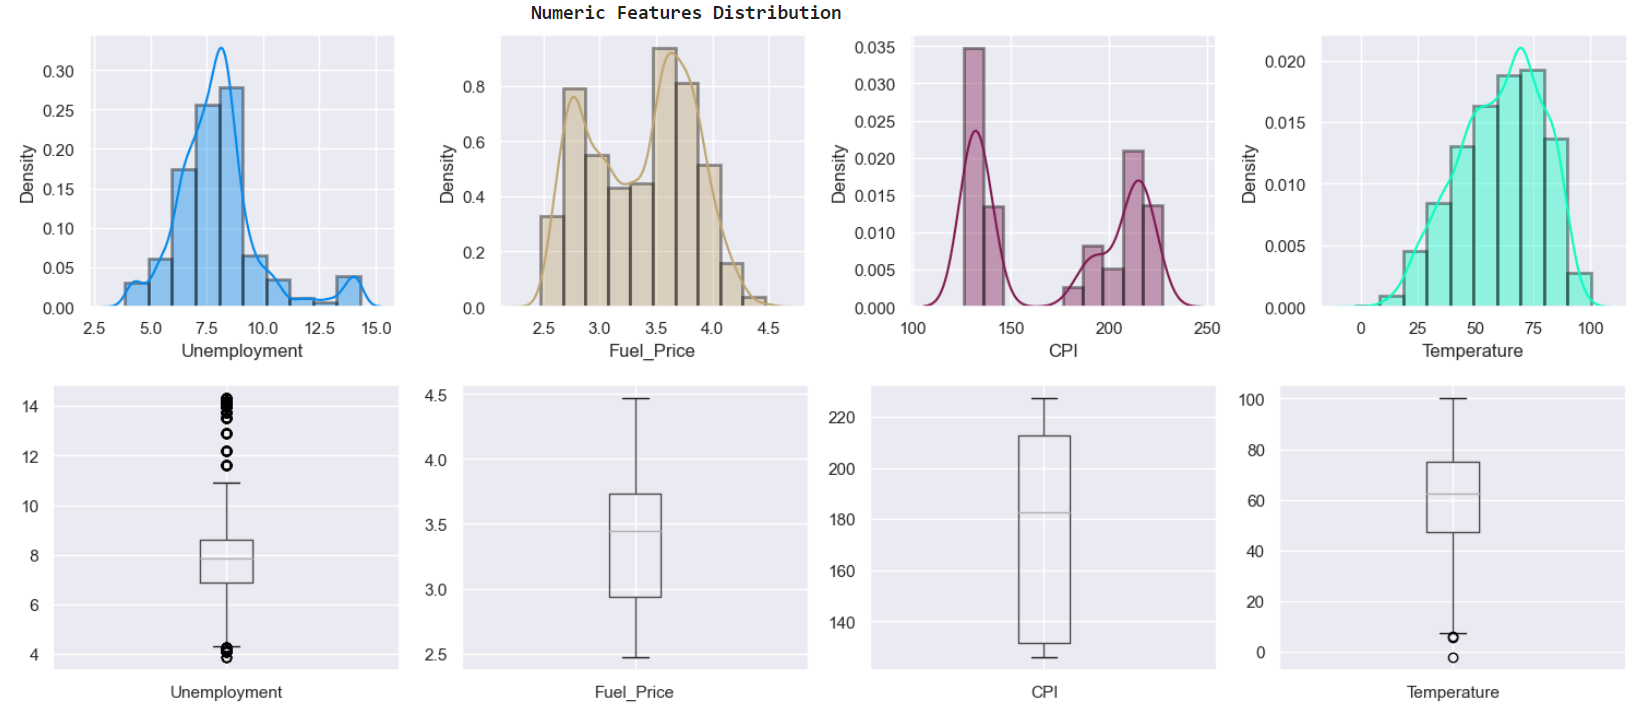 Numeric Features Distribution
Density
0.30
0.25
0.20
0.15
0.10
0.05
0.00
2.5 5.0 7.5 10.0 12.5 15.0
Unemployment
Density
0.8
0.6
0.4
0.2
0.0
2.5 3.0 3.5 4.0 4.5
Fuel_Price
Density
0.035
0.030
0.025
0.020
0.015
0.010
0.005
0.000
100 150 200 250
CPI
Density
0.020
0.015
0.010
0.005
0.000
0 25 50 75 100
Temperature
14
12
10
8
6
4
Unemployment
4.5
4.0
3.5
3.0
2.5
Fuel_Price
220
200
180
160
140
CPI
100
80
60
40
20
0
Temperature